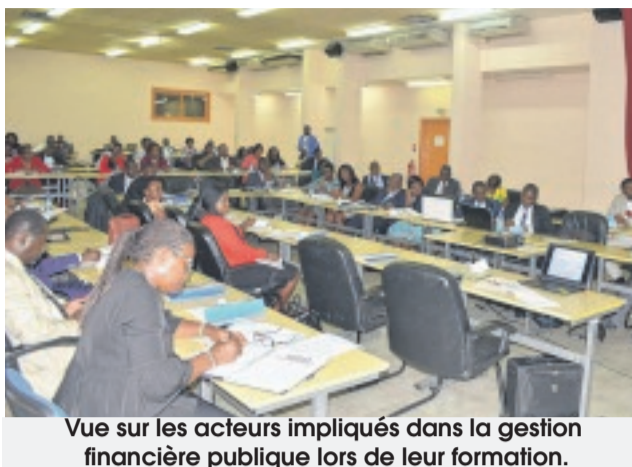 Vue sur les acteurs impliqués dans la gestion
financière publique lors de leur formation.